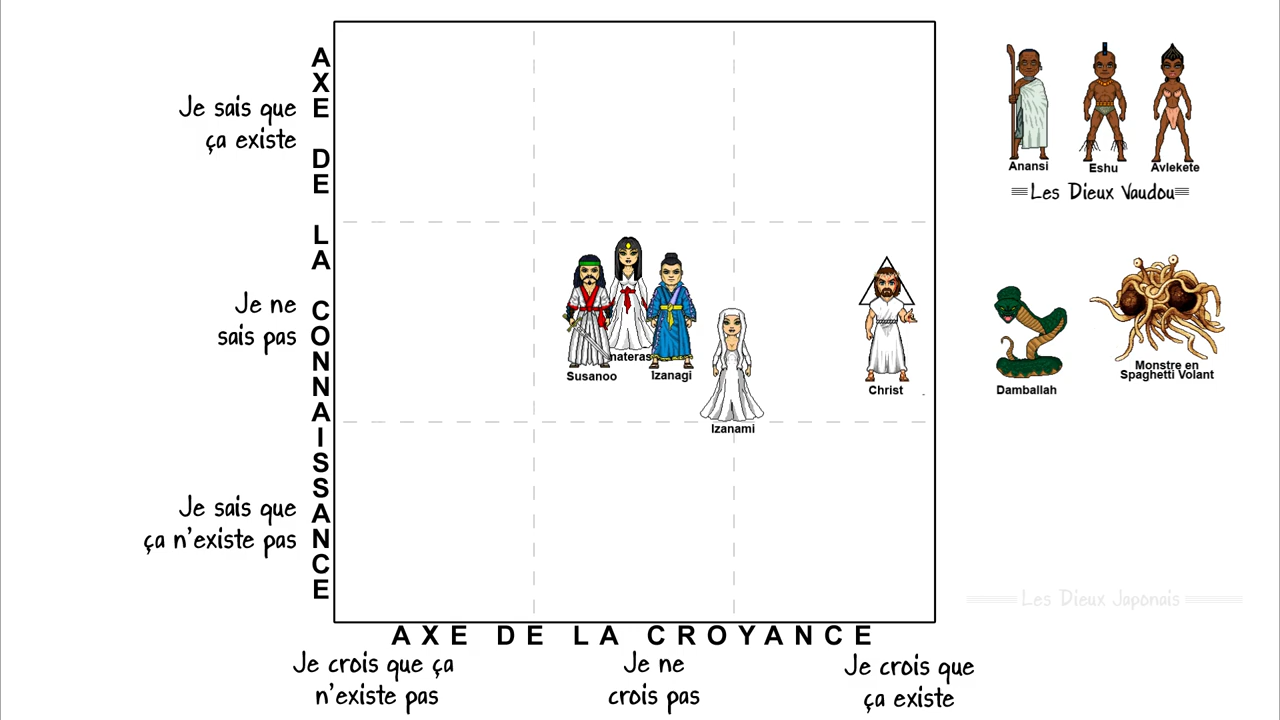 AXE DE LA CONNAISSANCE
Je sais que
ça existe
Je ne
sais pas
Je sais que
ça n'existe pas
Susanoo
materas
Izanagi
Izanami
Christ
Anansi
Eshu
Avlekete
Les Dieux Vaudou
Damballah
Monstre en
Spaghetti Volant
Les Dieux Japonais
AXE DE LA CROYANCE
Je crois que ça
n'existe pas
Je ne
crois pas
Je crois que
ça existe